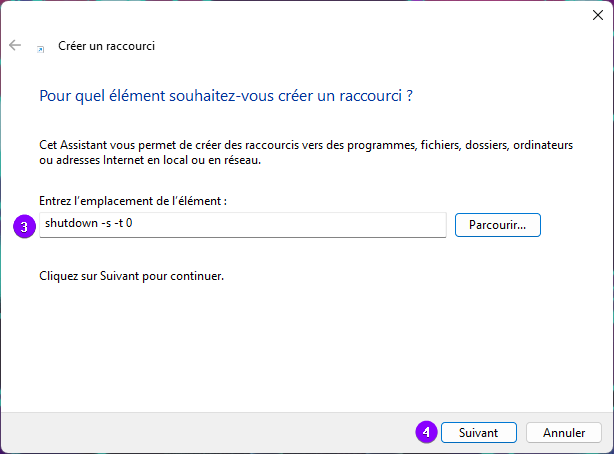 Créer un raccourci
Pour quel élément souhaitez-vous créer un raccourci ?
Cet Assistant vous permet de créer des raccourcis vers des programmes, fichiers, dossiers, ordinateurs
ou adresses Internet en local ou en réseau.
Entrez l'emplacement de l'élément :
3 shutdown -s -t 0 Parcourir...
Cliquez sur Suivant pour continuer.
4 Suivant Annuler